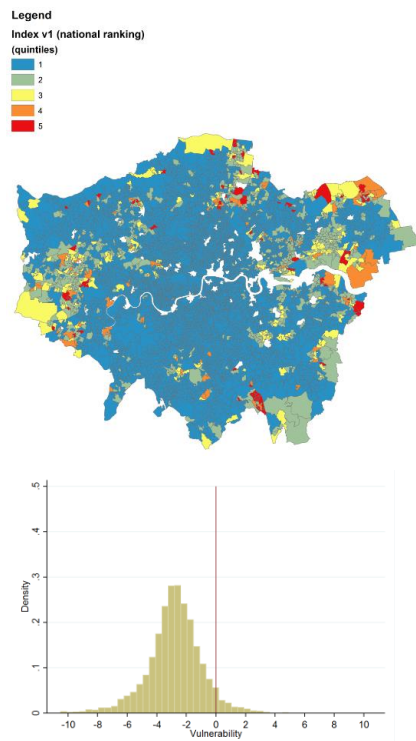 Legend
Index v1 (national ranking)
(quintiles)
1
2
3
4
5
.5
.4
.3
.2
.1
0
Density
-10 -8 -6 -4 -2 0 2 4 6 8 10
Vulnerability